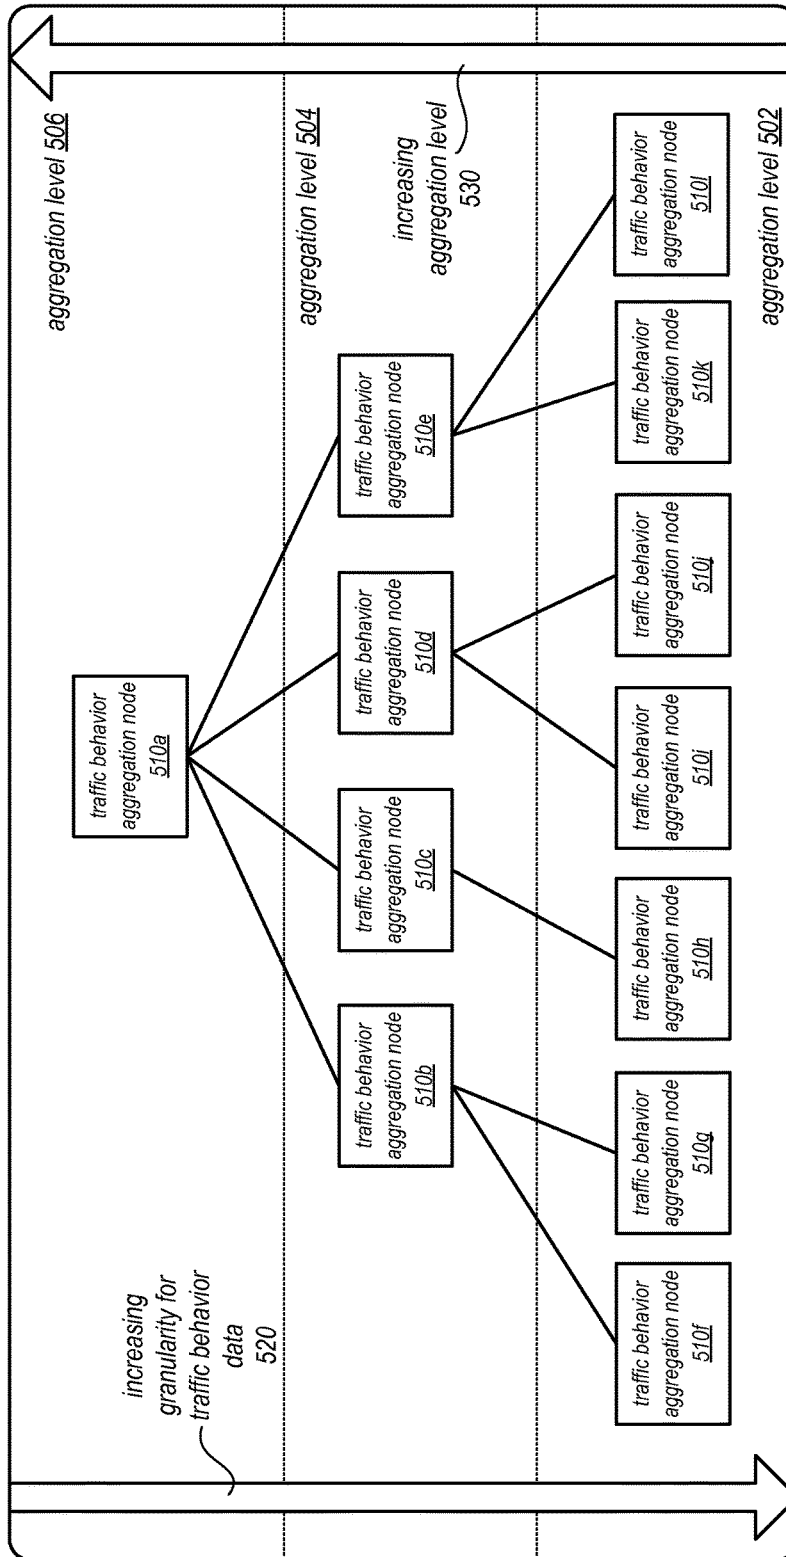 aggregation level 506
traffic behavior
aggregation node
510a
increasing
granularity for
traffic behavior
data
520
aggregation level 504
increasing
aggregation level
530
traffic behavior
aggregation node
510b
traffic behavior
aggregation node
510c
traffic behavior
aggregation node
510d
traffic behavior
aggregation node
510e
traffic behavior
aggregation node
510f
traffic behavior
aggregation node
510g
traffic behavior
aggregation node
510h
traffic behavior
aggregation node
510i
traffic behavior
aggregation node
510j
traffic behavior
aggregation node
510k
traffic behavior
aggregation node
510l
aggregation level 502